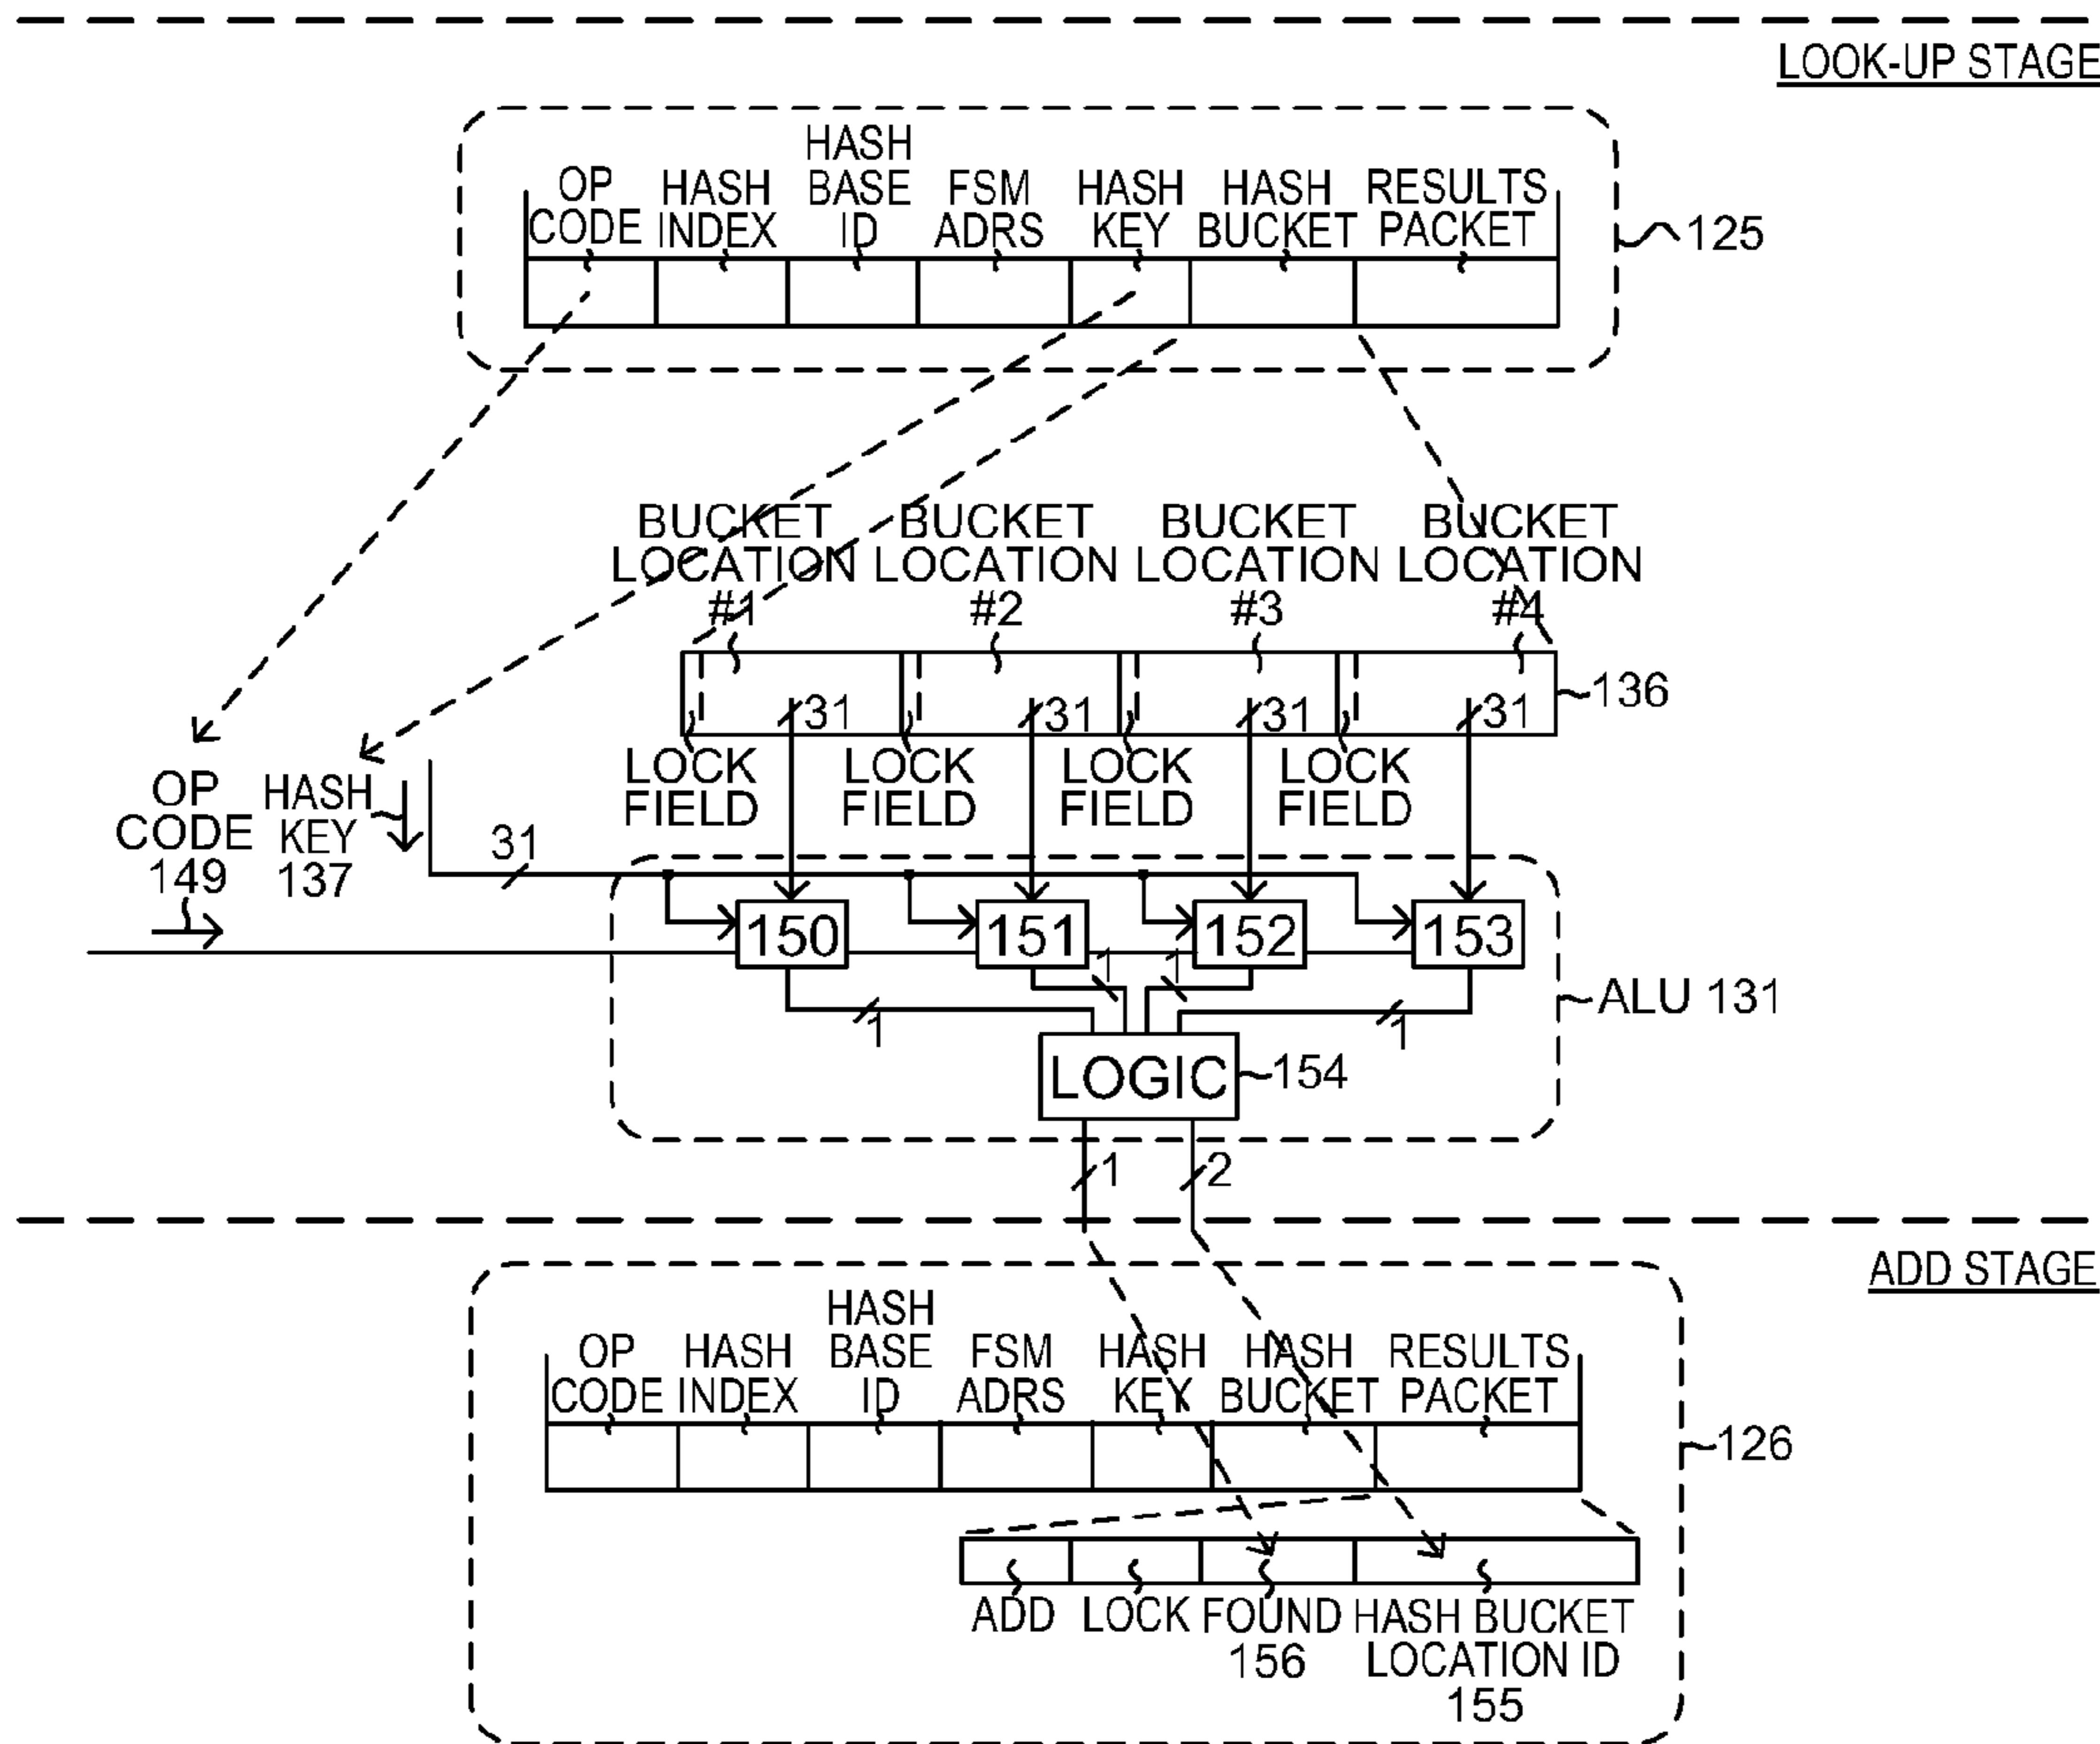 LOOK-UP STAGE
OP CODE
HASH INDEX
HASH BASE ID
FSM ADRS
HASH KEY
HASH BUCKET
RESULTS PACKET
125
BUCKET LOCATION #1
BUCKET LOCATION #2
BUCKET LOCATION #3
BUCKET LOCATION #4
31
31
31
31
136
LOCK FIELD
LOCK FIELD
LOCK FIELD
LOCK FIELD
OP CODE 149
HASH KEY 137
31
150
151
152
153
1
1
1
1
ALU 131
LOGIC
154
1
2
ADD STAGE
OP CODE
HASH INDEX
HASH BASE ID
FSM ADRS
HASH KEY
HASH BUCKET
RESULTS PACKET
126
ADD
LOCK
FOUND 156
HASH BUCKET LOCATION ID 155